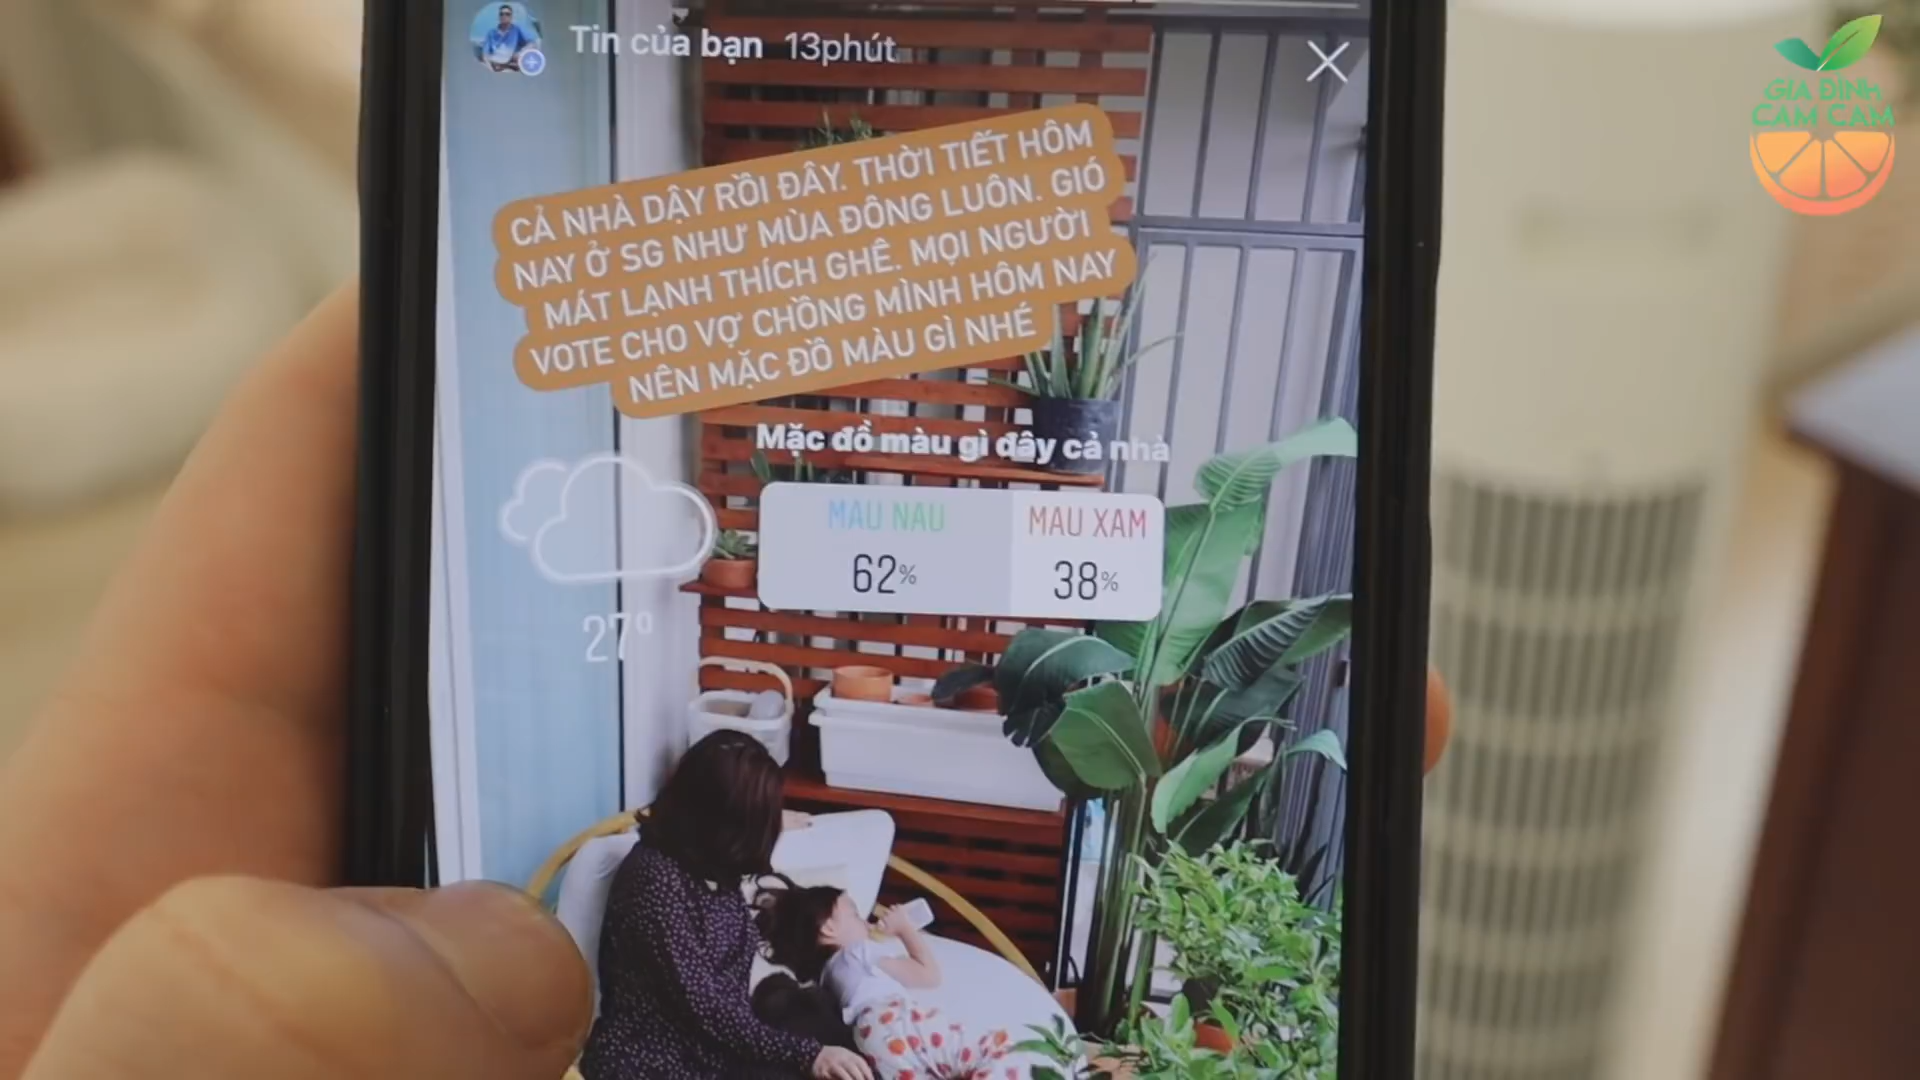 Tin của bạn 13phút
GIA ĐÌNH
CAM CAM
CẢ NHÀ DẬY RỒI ĐÂY. THỜI TIẾT HÔM
NAY Ở SG NHƯ MÙA ĐÔNG LUÔN. GIÓ
MÁT LẠNH THÍCH GHÊ. MỌI NGƯỜI
VOTE CHO VỢ CHỒNG MÌNH HÔM NAY
NÊN MẶC ĐỒ MÀU GÌ NHÉ
Mặc đồ màu gì đây cả nhà
MAU NAU MAU XAM
62% 38%
27°